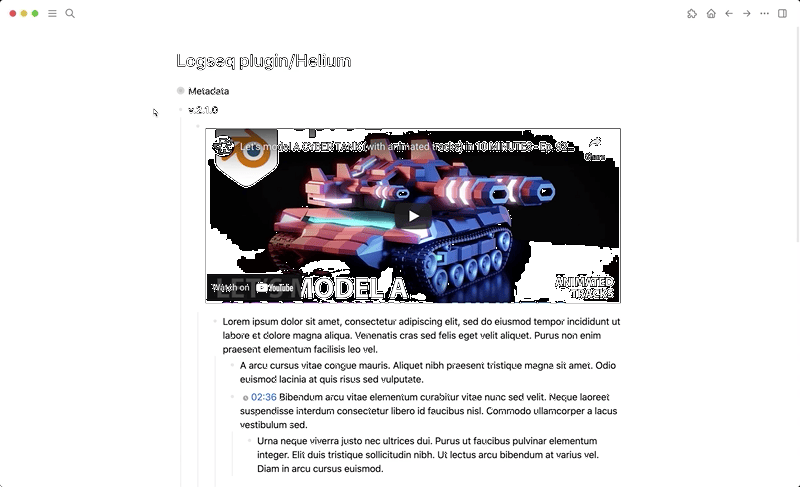 Logseq plugin/Helium
Metadata
v.2.1.0
Let's model A CYBER TANK with animated tracks in 10 MINUTES - Ep. 93
Share
Watch on YouTube
LET'S MODEL A
ANIMATED
TRACKS
Lorem ipsum dolor sit amet, consectetur adipiscing elit, sed do eiusmod tempor incididunt ut
labore et dolore magna aliqua. Venenatis cras sed felis eget velit aliquet. Purus non enim
praesent elementum facilisis leo vel.
A arcu cursus vitae congue mauris. Aliquet nibh praesent tristique magna sit amet. Odio
euismod lacinia at quis risus sed vulputate.
02:36 Bibendum arcu vitae elementum curabitur vitae nunc sed velit. Neque laoreet
suspendisse interdum consectetur libero id faucibus nisl. Commodo ullamcorper a lacus
vestibulum sed.
Urna neque viverra justo nec ultrices dui. Purus ut faucibus pulvinar elementum
integer. Elit duis tristique sollicitudin nibh. Ut lectus arcu bibendum at varius vel.
Diam in arcu cursus euismod.